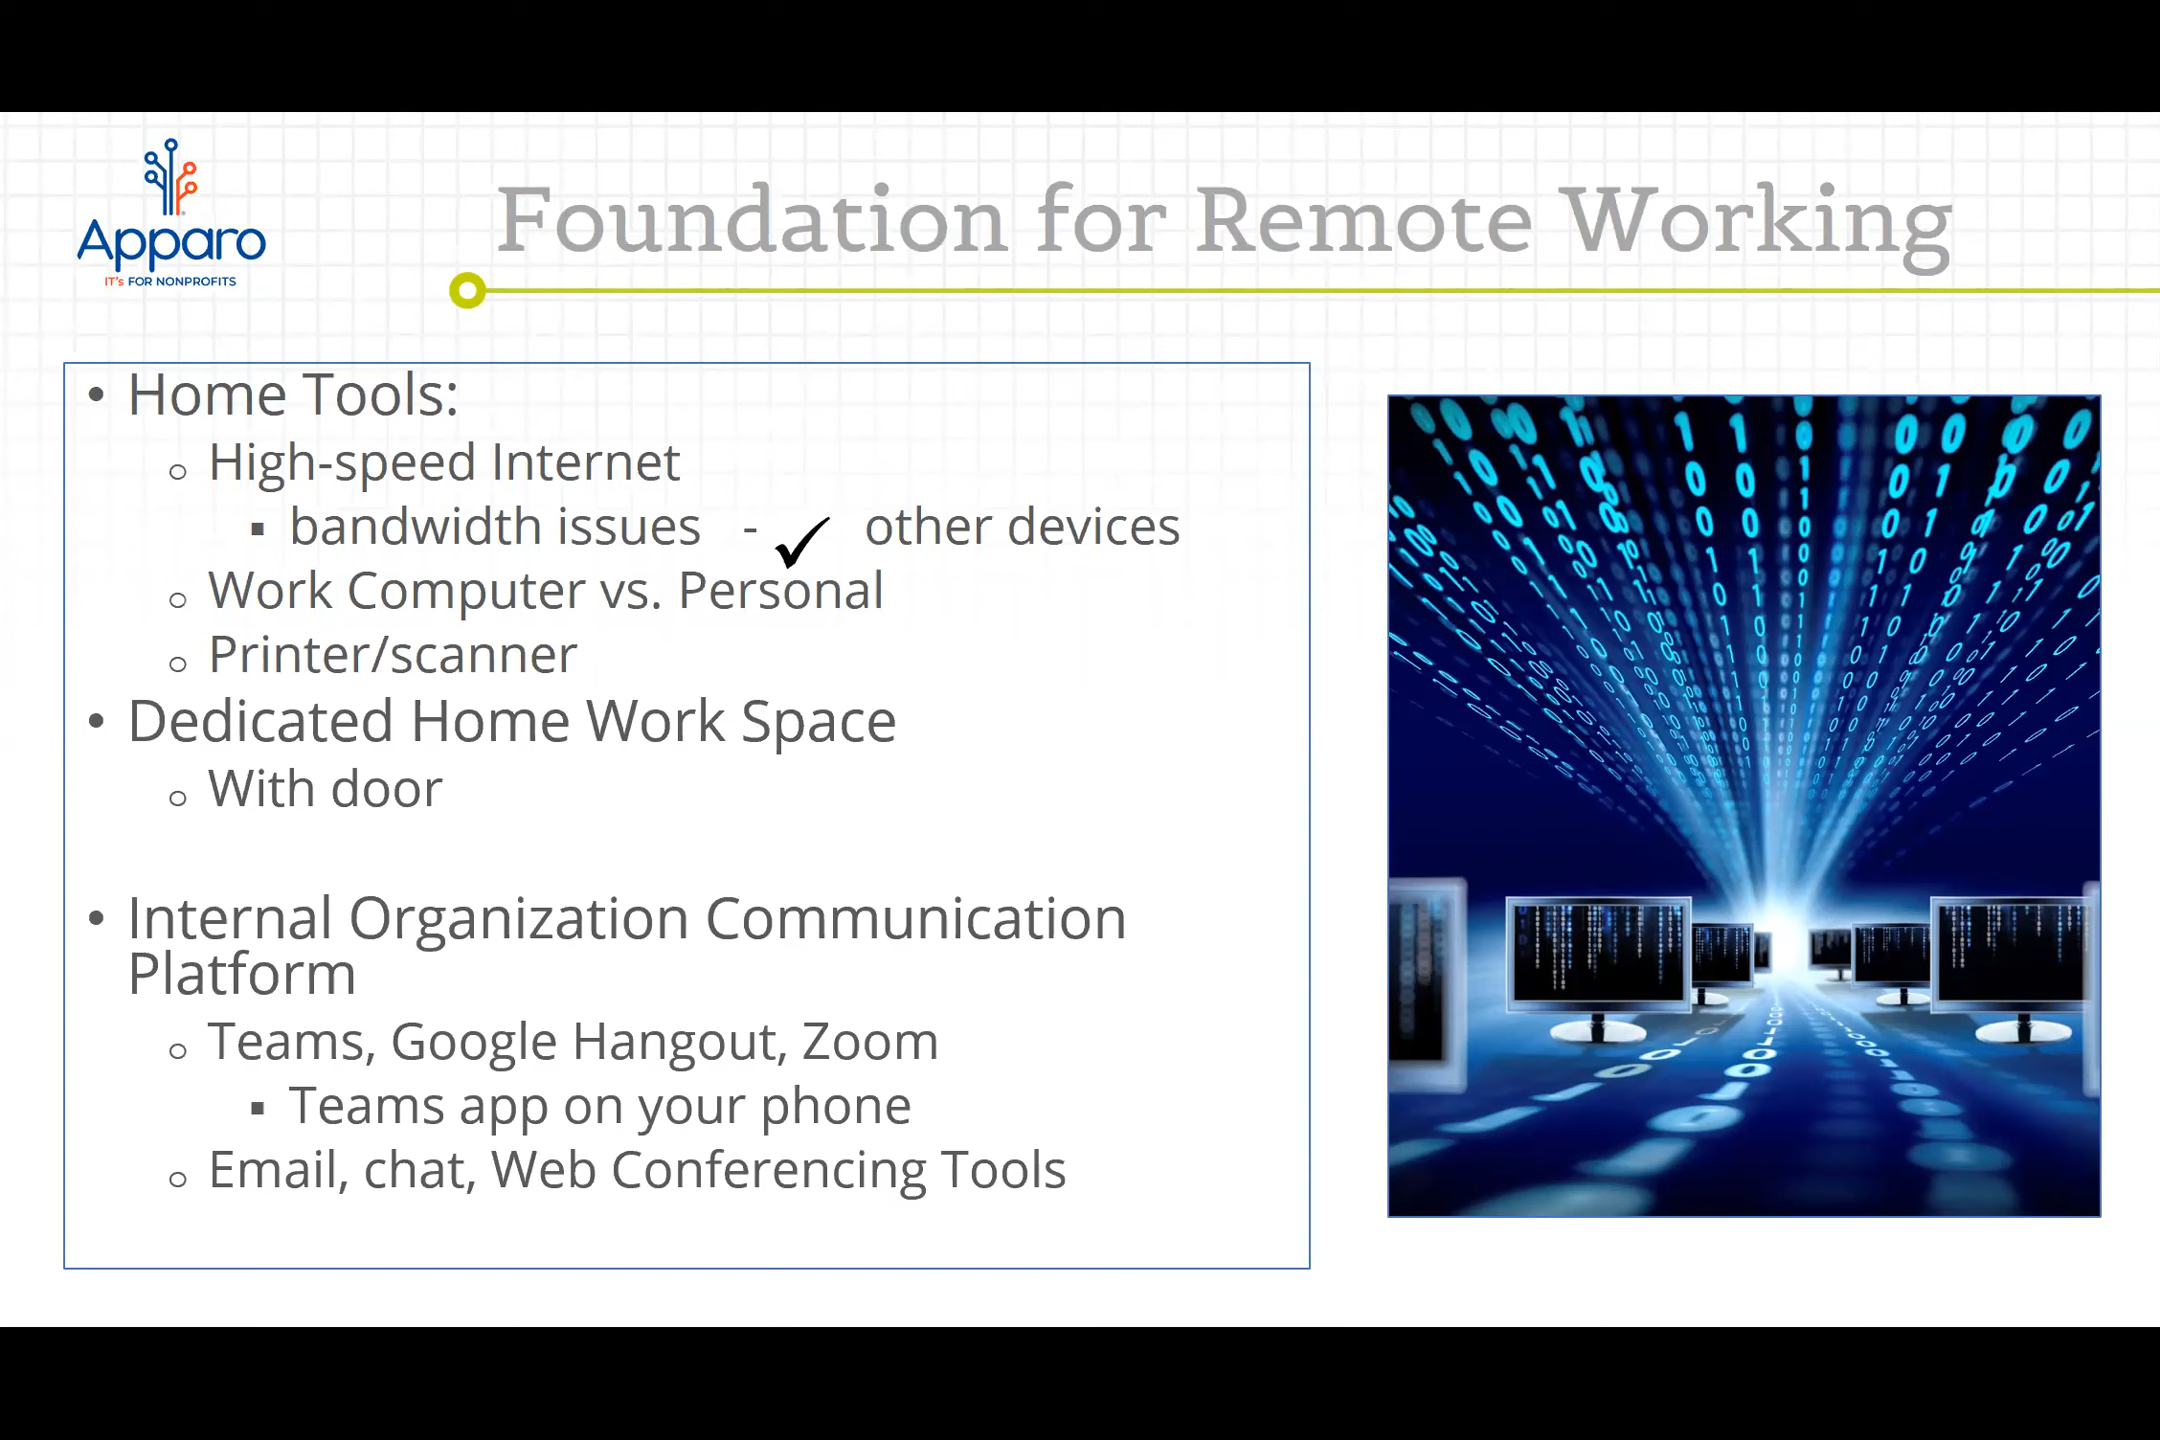 Apparo
IT's FOR NONPROFITS
Foundation for Remote Working
• Home Tools:
o High-speed Internet
▪ bandwidth issues - ✓ other devices
o Work Computer vs. Personal
o Printer/scanner
• Dedicated Home Work Space
o With door
• Internal Organization Communication
Platform
o Teams, Google Hangout, Zoom
▪ Teams app on your phone
o Email, chat, Web Conferencing Tools